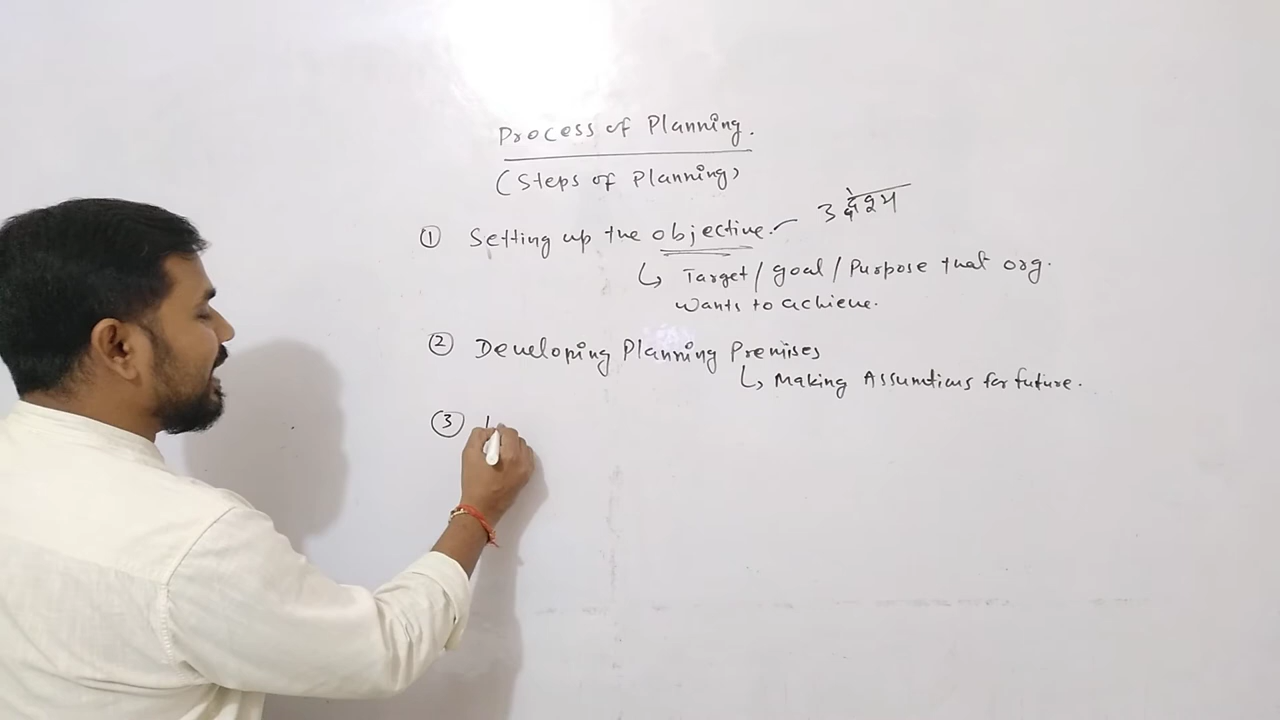 Process of Planning.
(Steps of Planning)
① Setting up the objective. उद्देश्य
↳ Target / goal / Purpose that org.
wants to achieve.
② Developing Planning Premises
↳ Making Assumtions for future.
③